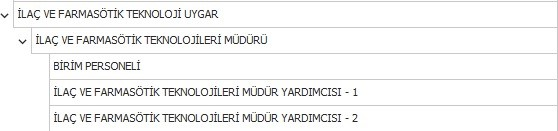 İLAÇ VE FARMASÖTİK TEKNOLOJİ UYGAR
İLAÇ VE FARMASÖTİK TEKNOLOJİLERİ MÜDÜRÜ
BİRİM PERSONELİ
İLAÇ VE FARMASÖTİK TEKNOLOJİLERİ MÜDÜR YARDIMCISI - 1
İLAÇ VE FARMASÖTİK TEKNOLOJİLERİ MÜDÜR YARDIMCISI - 2